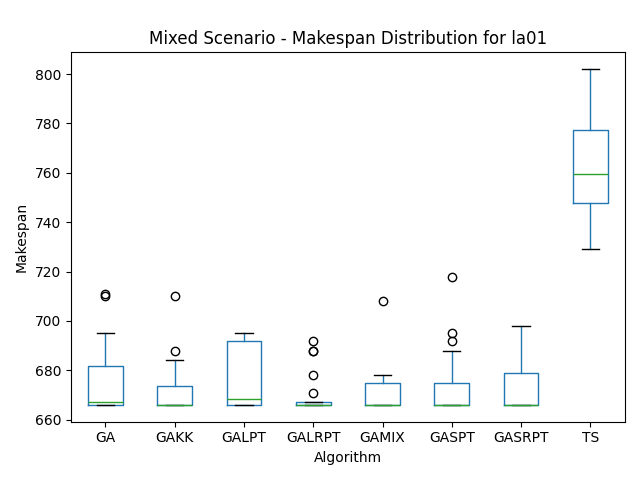 Mixed Scenario - Makespan Distribution for la01
800
780
760
740
720
700
680
660
Makespan
GA GAKK GALPT GALRPT GAMIX GASPT GASRPT TS
Algorithm